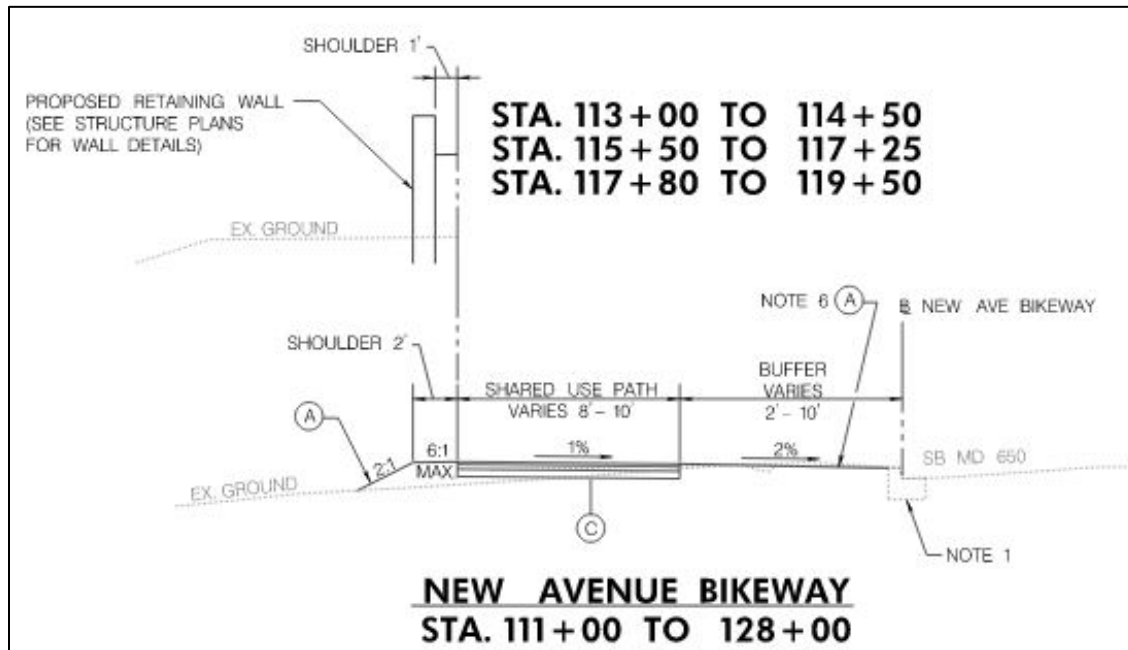 SHOULDER 1'
PROPOSED RETAINING WALL
(SEE STRUCTURE PLANS
FOR WALL DETAILS)
STA. 113+00 TO 114+50
STA. 115+50 TO 117+25
STA. 117+80 TO 119+50
EX. GROUND
NOTE 6 A
B NEW AVE BIKEWAY
SHOULDER 2'
SHARED USE PATH
VARIES 8' - 10'
BUFFER
VARIES
2' - 10'
A
2:1
6:1
MAX
1%
2%
SB MD 650
EX. GROUND
C
NOTE 1
NEW AVENUE BIKEWAY
STA. 111+00 TO 128+00